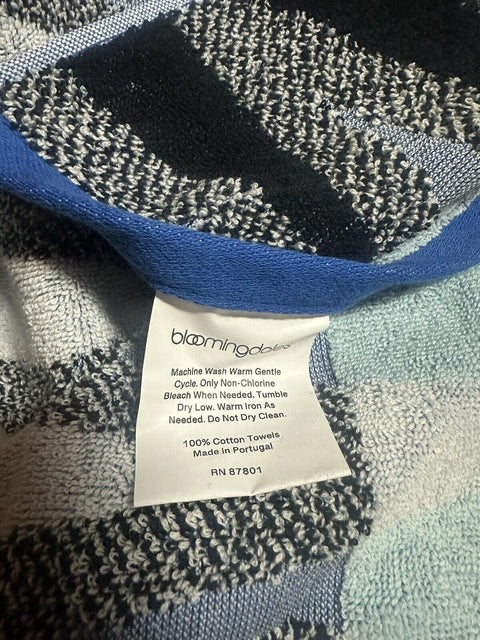 bloomingdale's
Machine Wash Warm Gentle
Cycle. Only Non-Chlorine
Bleach When Needed. Tumble
Dry Low. Warm Iron As
Needed. Do Not Dry Clean.
100% Cotton Towels
Made in Portugal
RN 87801